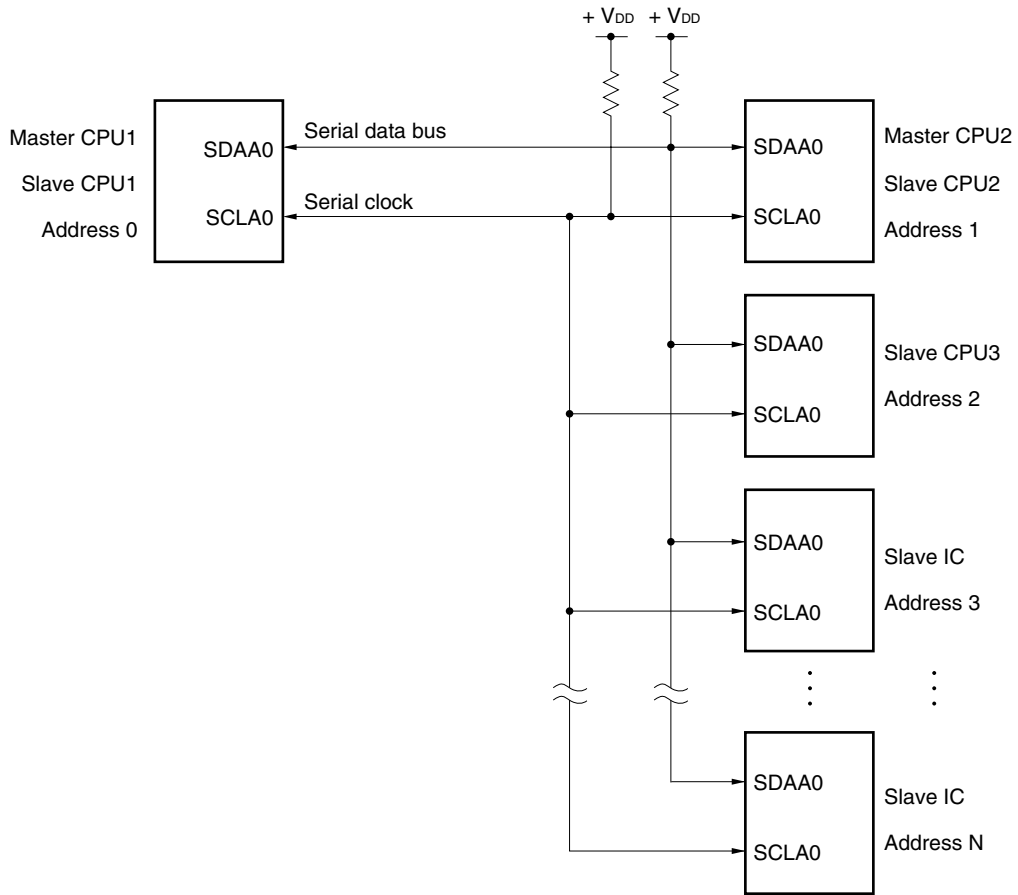 + VDD
+ VDD
Master CPU1
Slave CPU1
Address 0
SDAA0
SCLA0
Serial data bus
Serial clock
SDAA0
SCLA0
Master CPU2
Slave CPU2
Address 1
SDAA0
SCLA0
Slave CPU3
Address 2
SDAA0
SCLA0
Slave IC
Address 3
SDAA0
SCLA0
Slave IC
Address N